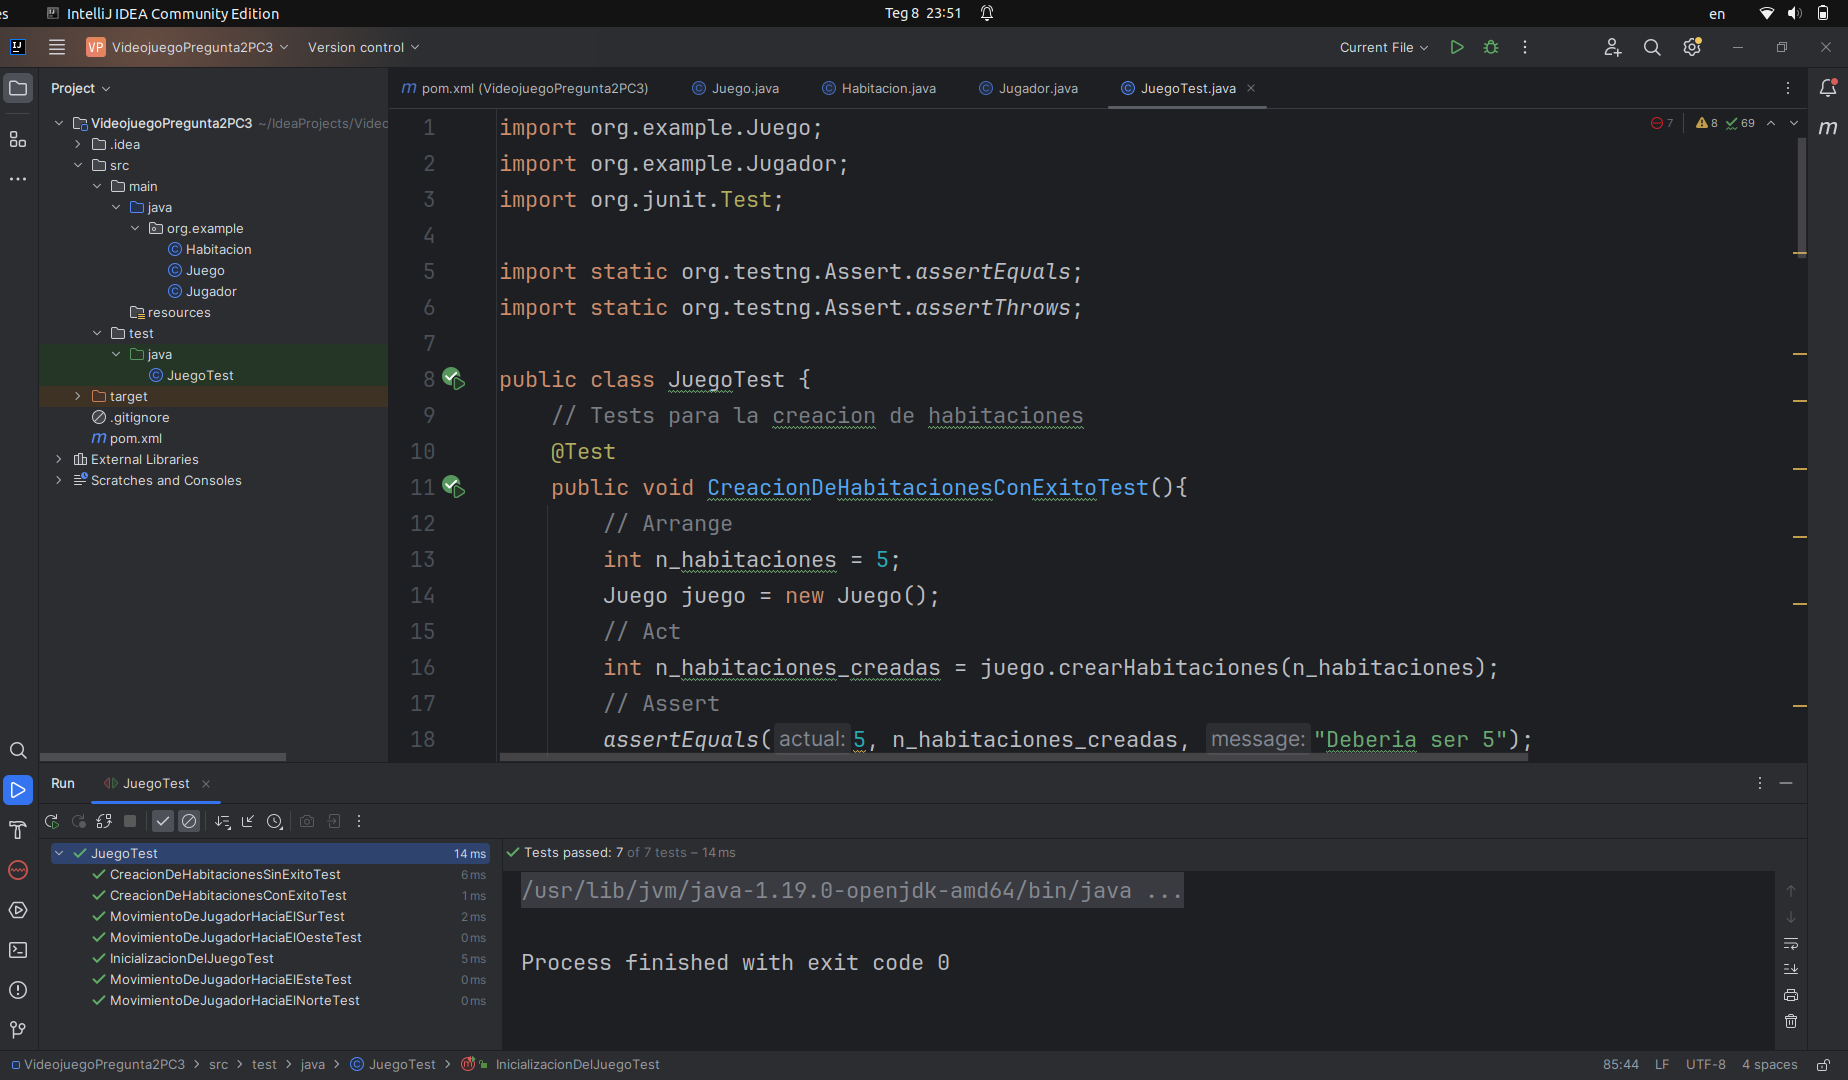 es
IntelliJ IDEA Community Edition
Teg 8 23:51
en
VP VideojuegoPregunta2PC3
Version control
Current File
Project
pom.xml (VideojuegoPregunta2PC3)
Juego.java
Habitacion.java
Jugador.java
JuegoTest.java
VideojuegoPregunta2PC3 ~/IdeaProjects/Videc
.idea
src
main
java
org.example
Habitacion
Juego
Jugador
resources
test
java
JuegoTest
target
.gitignore
pom.xml
External Libraries
Scratches and Consoles
7 8 69
1 import org.example.Juego;
2 import org.example.Jugador;
3 import org.junit.Test;
4
5 import static org.testng.Assert.assertEquals;
6 import static org.testng.Assert.assertThrows;
7
8 public class JuegoTest {
9 // Tests para la creacion de habitaciones
10 @Test
11 public void CreacionDeHabitacionesConExitoTest(){
12 // Arrange
13 int n_habitaciones = 5;
14 Juego juego = new Juego();
15 // Act
16 int n_habitaciones_creadas = juego.crearHabitaciones(n_habitaciones);
17 // Assert
18 assertEquals( actual: 5, n_habitaciones_creadas, message: "Deberia ser 5");
Run
JuegoTest
JuegoTest 14 ms
CreacionDeHabitacionesSinExitoTest 6 ms
CreacionDeHabitacionesConExitoTest 1 ms
MovimientoDeJugadorHaciaElSurTest 2 ms
MovimientoDeJugadorHaciaElOesteTest 0 ms
InicializacionDelJuegoTest 5 ms
MovimientoDeJugadorHaciaElEsteTest 0 ms
MovimientoDeJugadorHaciaElNorteTest 0 ms
Tests passed: 7 of 7 tests – 14 ms
/usr/lib/jvm/java-1.19.0-openjdk-amd64/bin/java ...
Process finished with exit code 0
VideojuegoPregunta2PC3 > src > test > java > JuegoTest > InicializacionDelJuegoTest
85:44 LF UTF-8 4 spaces